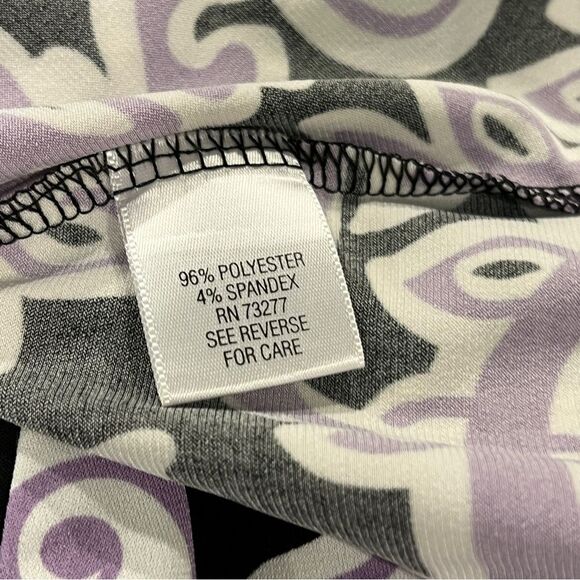 96% POLYESTER
4% SPANDEX
RN 73277
SEE REVERSE
FOR CARE